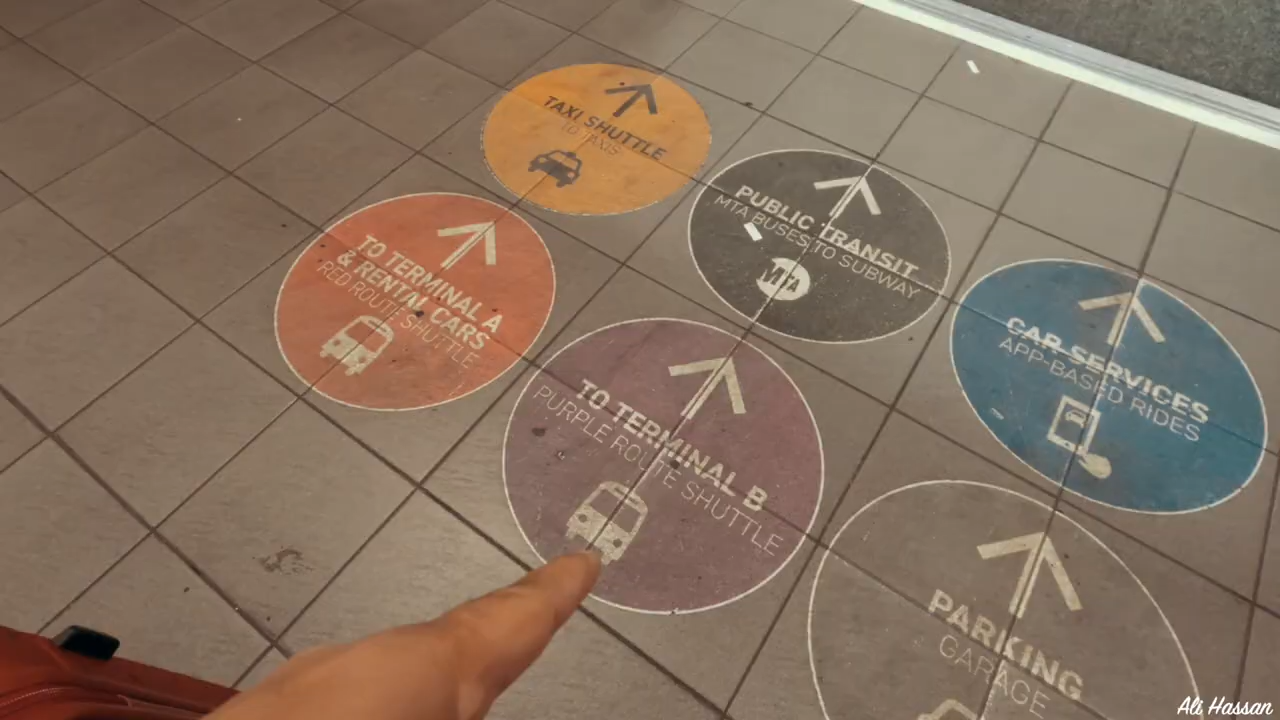 TAXI SHUTTLE
TO TAXIS
PUBLIC TRANSIT
MTA BUSES TO SUBWAY
MTA
TO TERMINAL A
& RENTAL CARS
RED ROUTE SHUTTLE
CAR SERVICES
APP-BASED RIDES
TO TERMINAL B
PURPLE ROUTE SHUTTLE
PARKING
GARAGE
Ali Hassan